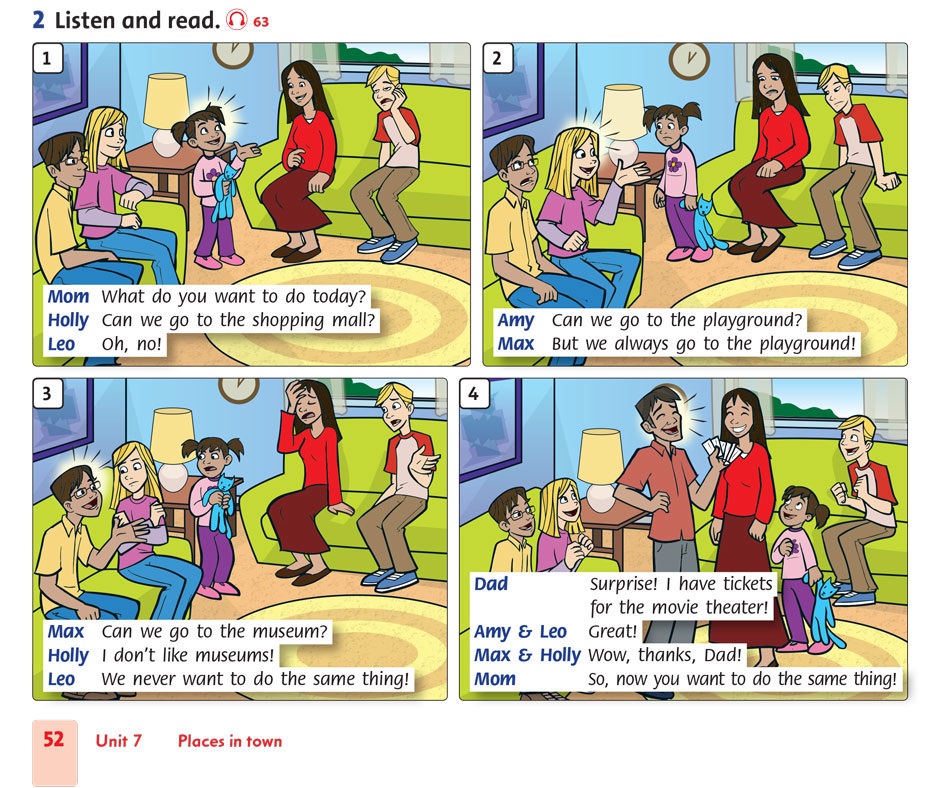 2 Listen and read. 63
1
Mom What do you want to do today?
Holly Can we go to the shopping mall?
Leo Oh, no!
2
Amy Can we go to the playground?
Max But we always go to the playground!
3
Max Can we go to the museum?
Holly I don't like museums!
Leo We never want to do the same thing!
4
Dad Surprise! I have tickets
for the movie theater!
Amy & Leo Great!
Max & Holly Wow, thanks, Dad!
Mom So, now you want to do the same thing!
52 Unit 7 Places in town